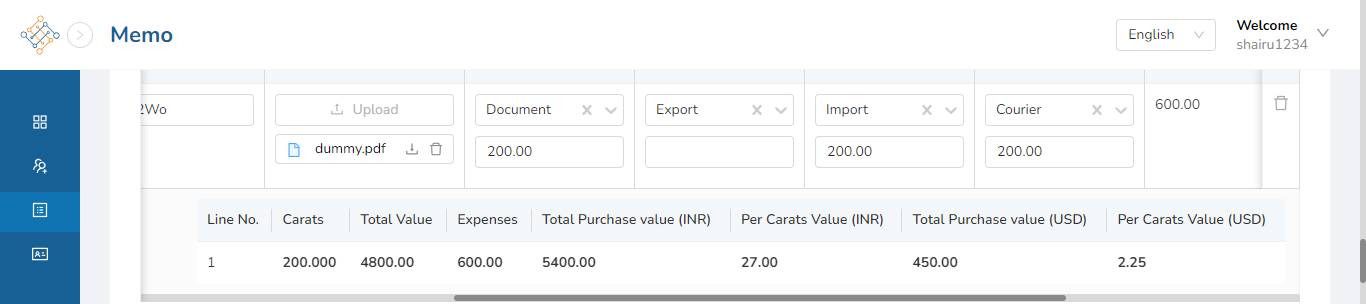 Memo
English
Welcome
shairu1234
2Wo
Upload
Document
Export
Import
Courier
600.00
dummy.pdf
200.00
200.00
200.00
Line No. Carats Total Value Expenses Total Purchase value (INR) Per Carats Value (INR) Total Purchase value (USD) Per Carats Value (USD)
1 200.000 4800.00 600.00 5400.00 27.00 450.00 2.25